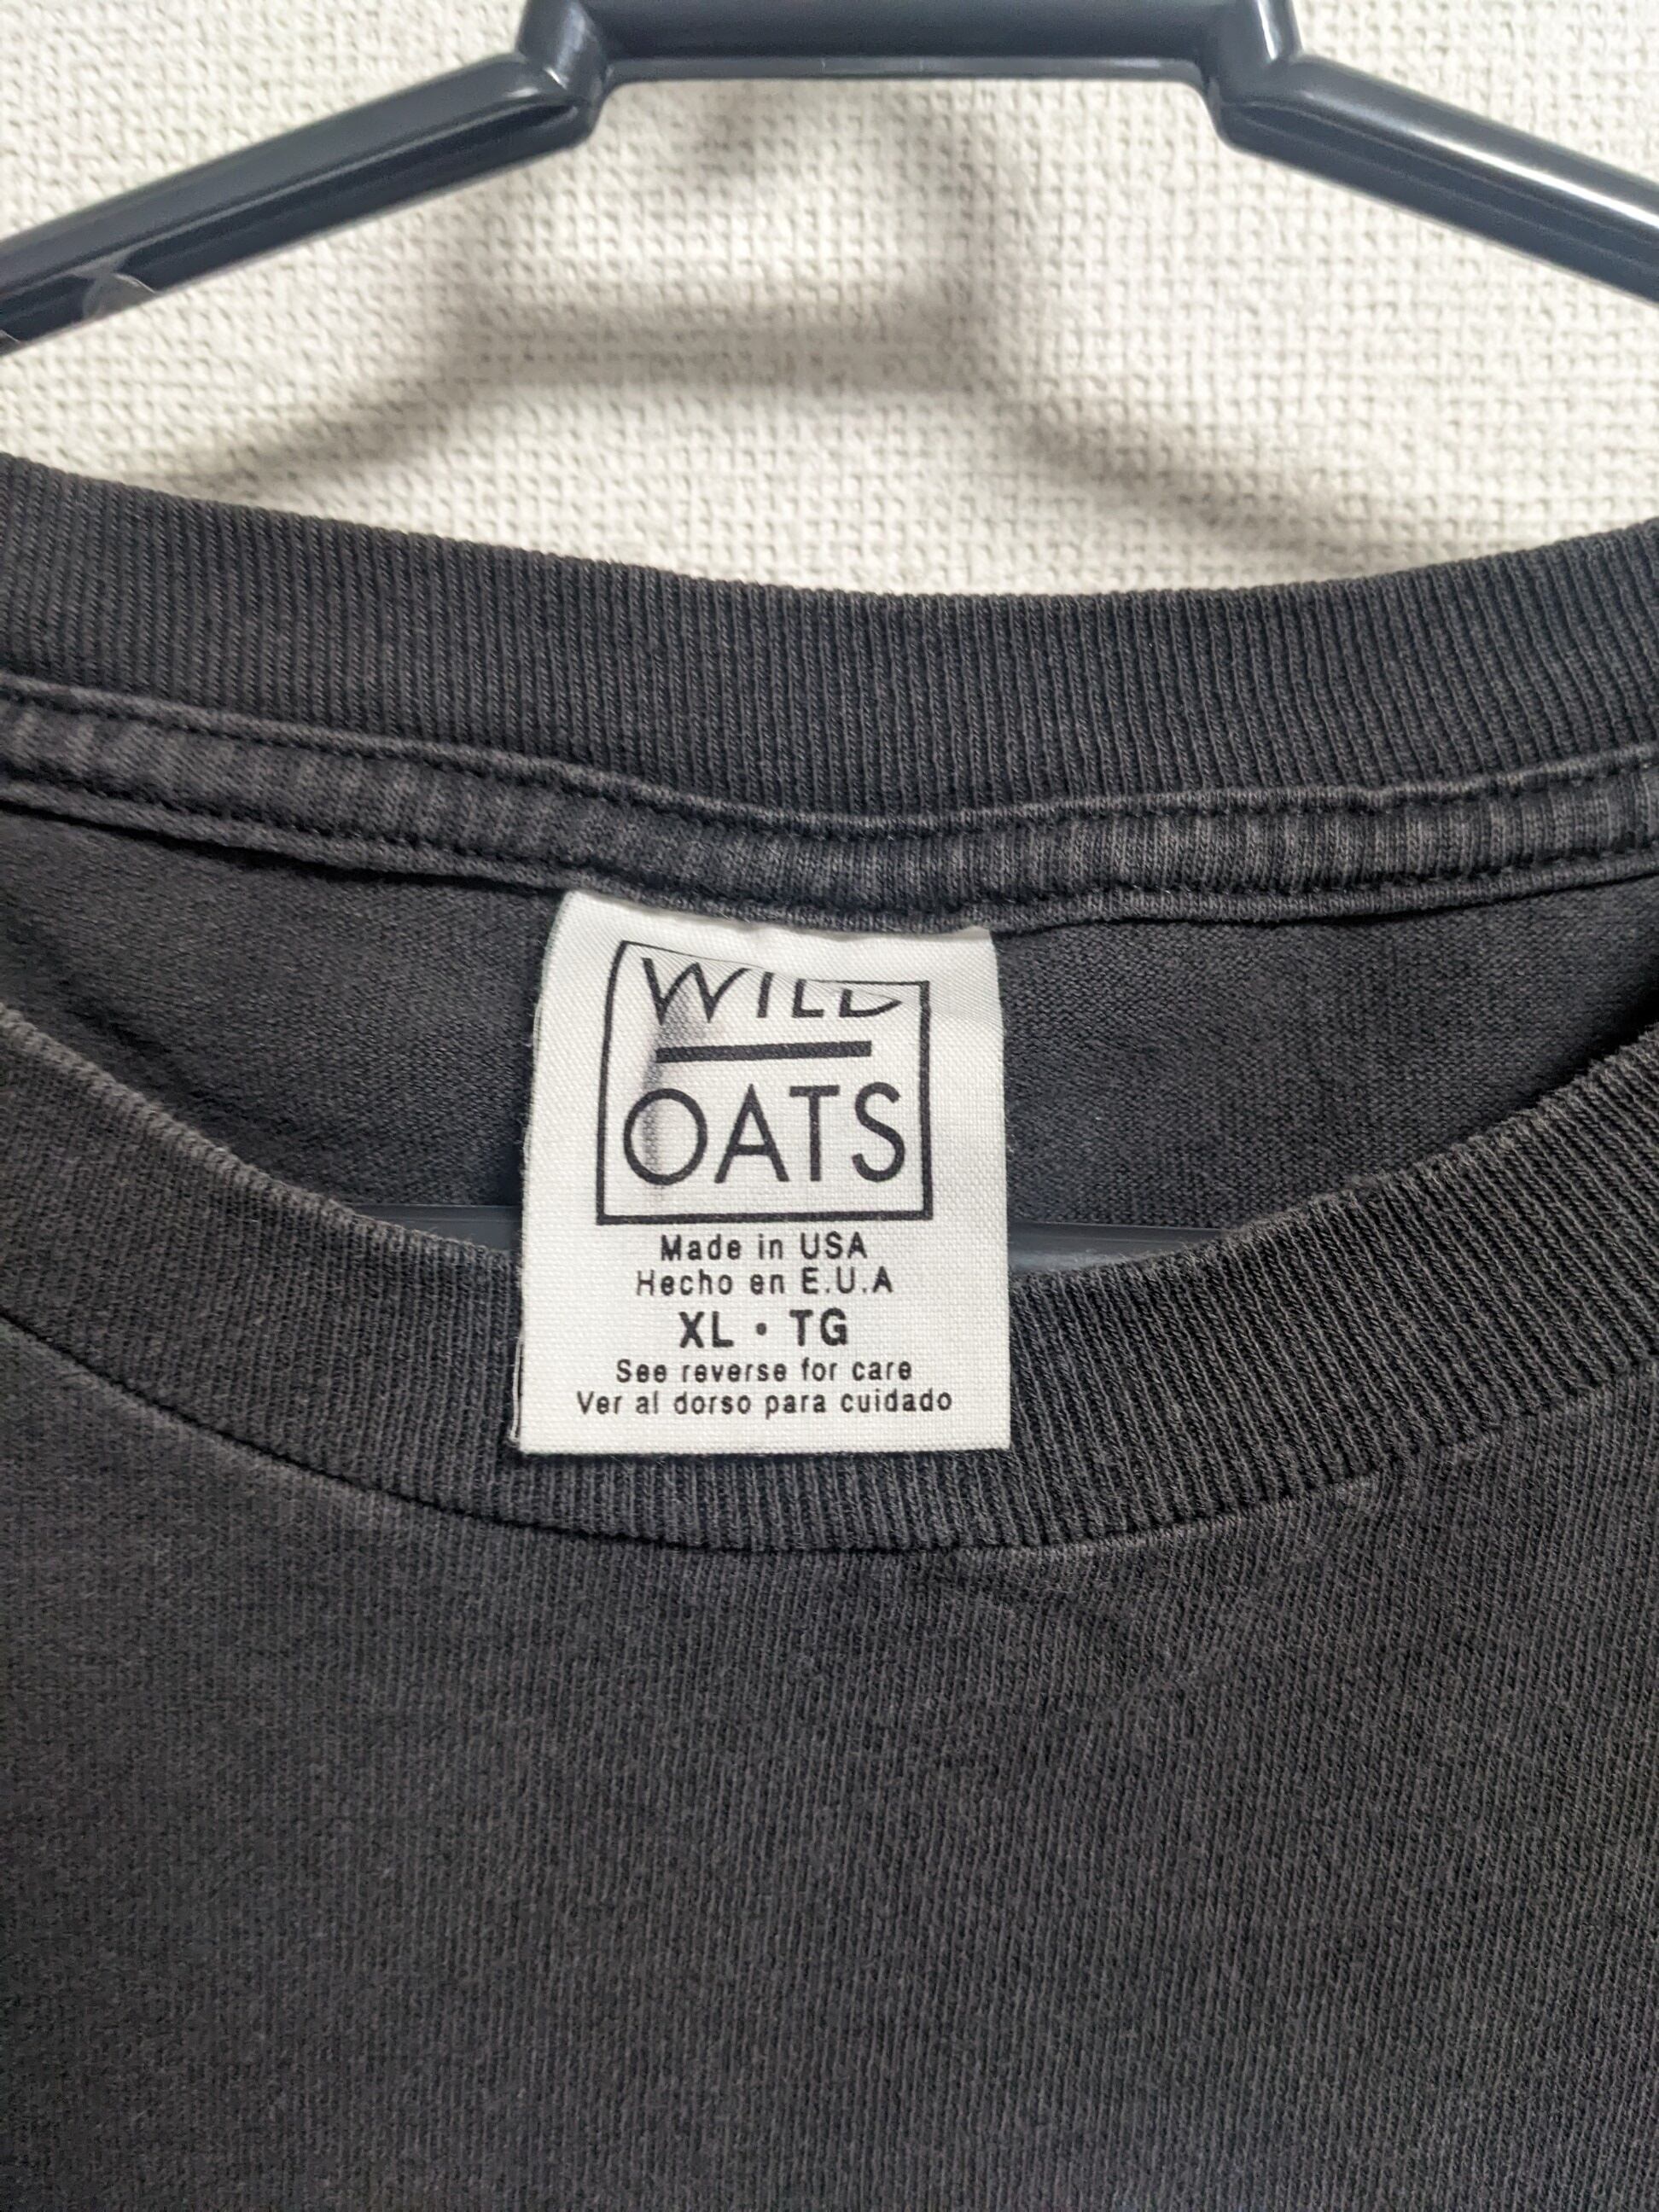 WILD
OATS
Made in USA
Hecho en E.U.A
XL • TG
See reverse for care
Ver al dorso para cuidado